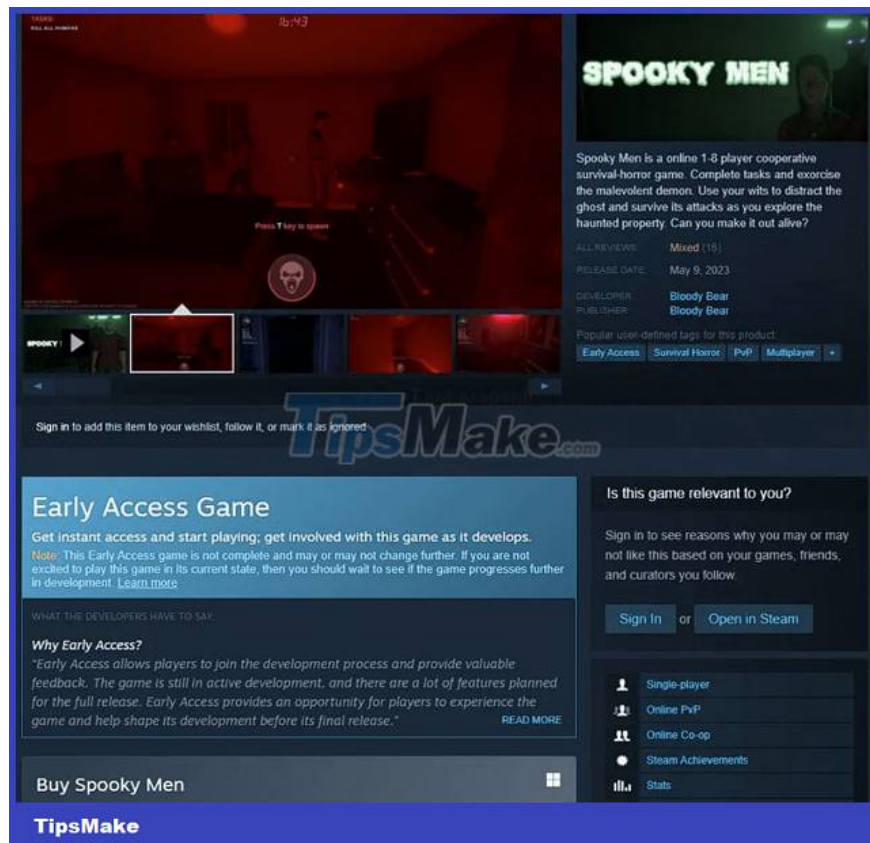 TASKS:
KILL ALL HUMANS
16:43
Press T key to spawn
SPOOKY MEN
Spooky Men is a online 1-8 player cooperative
survival-horror game. Complete tasks and exorcise
the malevolent demon. Use your wits to distract the
ghost and survive its attacks as you explore the
haunted property. Can you make it out alive?
ALL REVIEWS: Mixed (16)
RELEASE DATE: May 9, 2023
DEVELOPER: Bloody Bear
PUBLISHER: Bloody Bear
Popular user-defined tags for this product:
Early Access Survival Horror PvP Multiplayer +
SPOOKY
TipsMake.com
Sign in to add this item to your wishlist, follow it, or mark it as ignored
Early Access Game
Get instant access and start playing; get involved with this game as it develops.
Note: This Early Access game is not complete and may or may not change further. If you are not
excited to play this game in its current state, then you should wait to see if the game progresses further
in development. Learn more
WHAT THE DEVELOPERS HAVE TO SAY:
Why Early Access?
"Early Access allows players to join the development process and provide valuable
feedback. The game is still in active development, and there are a lot of features planned
for the full release. Early Access provides an opportunity for players to experience the
game and help shape its development before its final release."
READ MORE
Buy Spooky Men
Is this game relevant to you?
Sign in to see reasons why you may or may
not like this based on your games, friends,
and curators you follow.
Sign In or Open in Steam
Single-player
Online PvP
Online Co-op
Steam Achievements
Stats
TipsMake